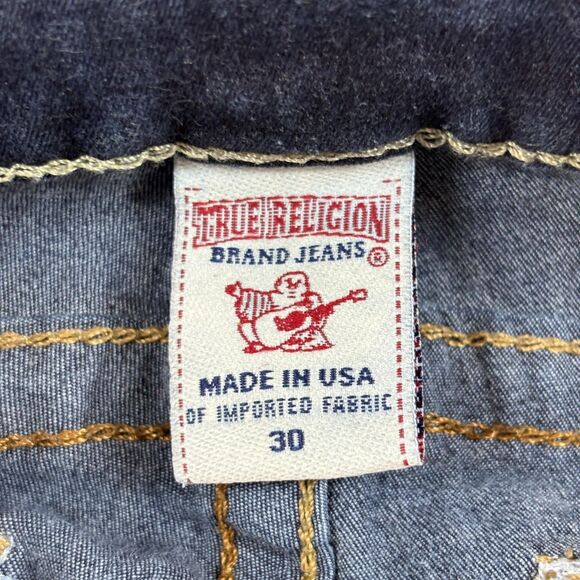 TRUE RELIGION
BRAND JEANS ®
MADE IN USA
OF IMPORTED FABRIC
30